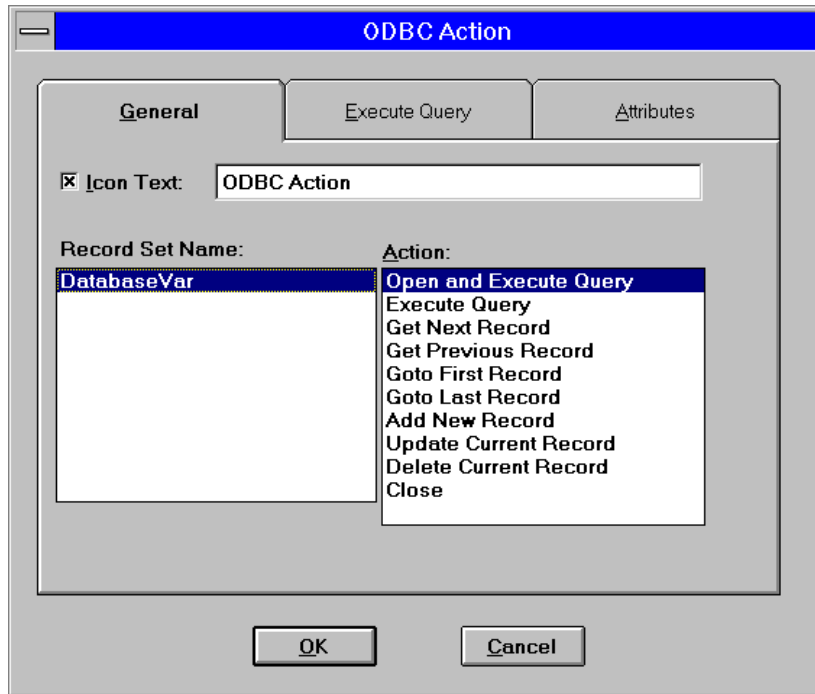 ODBC Action
General
Execute Query
Attributes
Icon Text:
ODBC Action
Record Set Name:
DatabaseVar
Action:
Open and Execute Query
Execute Query
Get Next Record
Get Previous Record
Goto First Record
Goto Last Record
Add New Record
Update Current Record
Delete Current Record
Close
OK
Cancel